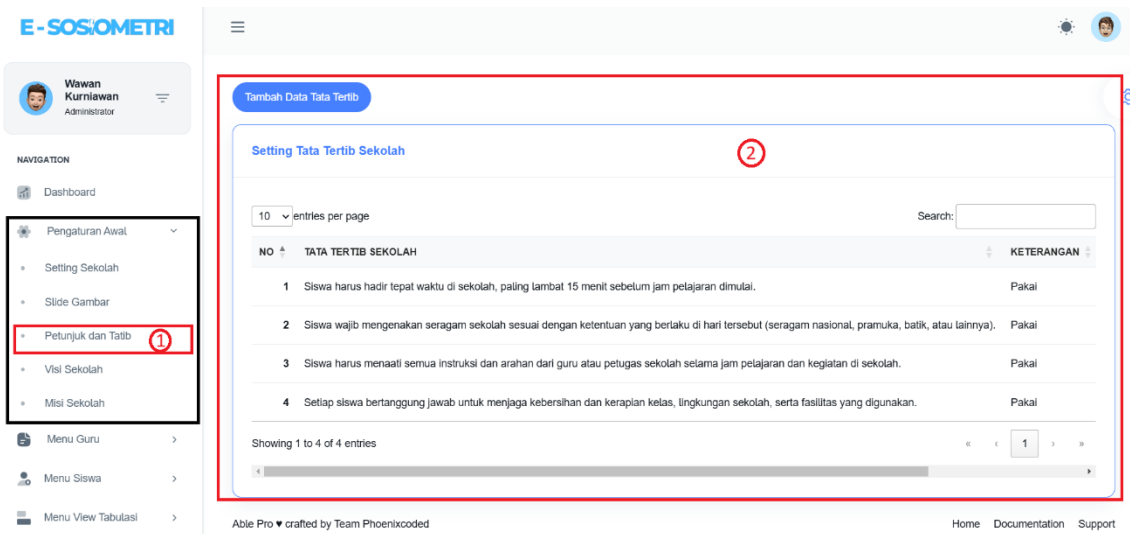 E-SOSiOMETRI
Wawan
Kurniawan
Administrator
NAVIGATION
Dashboard
Pengaturan Awal
Setting Sekolah
Slide Gambar
Petunjuk dan Tatib
1
Visi Sekolah
Misi Sekolah
Menu Guru
Menu Siswa
Menu View Tabulasi
Tambah Data Tata Tertib
Setting Tata Tertib Sekolah
2
10 entries per page
Search:
NO TATA TERTIB SEKOLAH KETERANGAN
1 Siswa harus hadir tepat waktu di sekolah, paling lambat 15 menit sebelum jam pelajaran dimulai. Pakai
2 Siswa wajib mengenakan seragam sekolah sesuai dengan ketentuan yang berlaku di hari tersebut (seragam nasional, pramuka, batik, atau lainnya). Pakai
3 Siswa harus menaati semua instruksi dan arahan dari guru atau petugas sekolah selama jam pelajaran dan kegiatan di sekolah. Pakai
4 Setiap siswa bertanggung jawab untuk menjaga kebersihan dan kerapian kelas, lingkungan sekolah, serta fasilitas yang digunakan. Pakai
Showing 1 to 4 of 4 entries « ‹ 1 › »
Able Pro ♥ crafted by Team Phoenixcoded Home Documentation Support